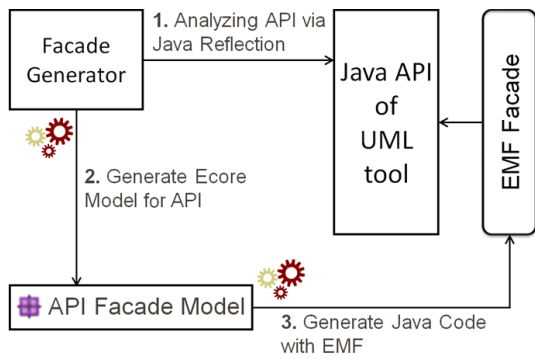 Facade
Generator
1. Analyzing API via
Java Reflection
Java API
of
UML
tool
EMF Facade
2. Generate Ecore
Model for API
API Facade Model
3. Generate Java Code
with EMF